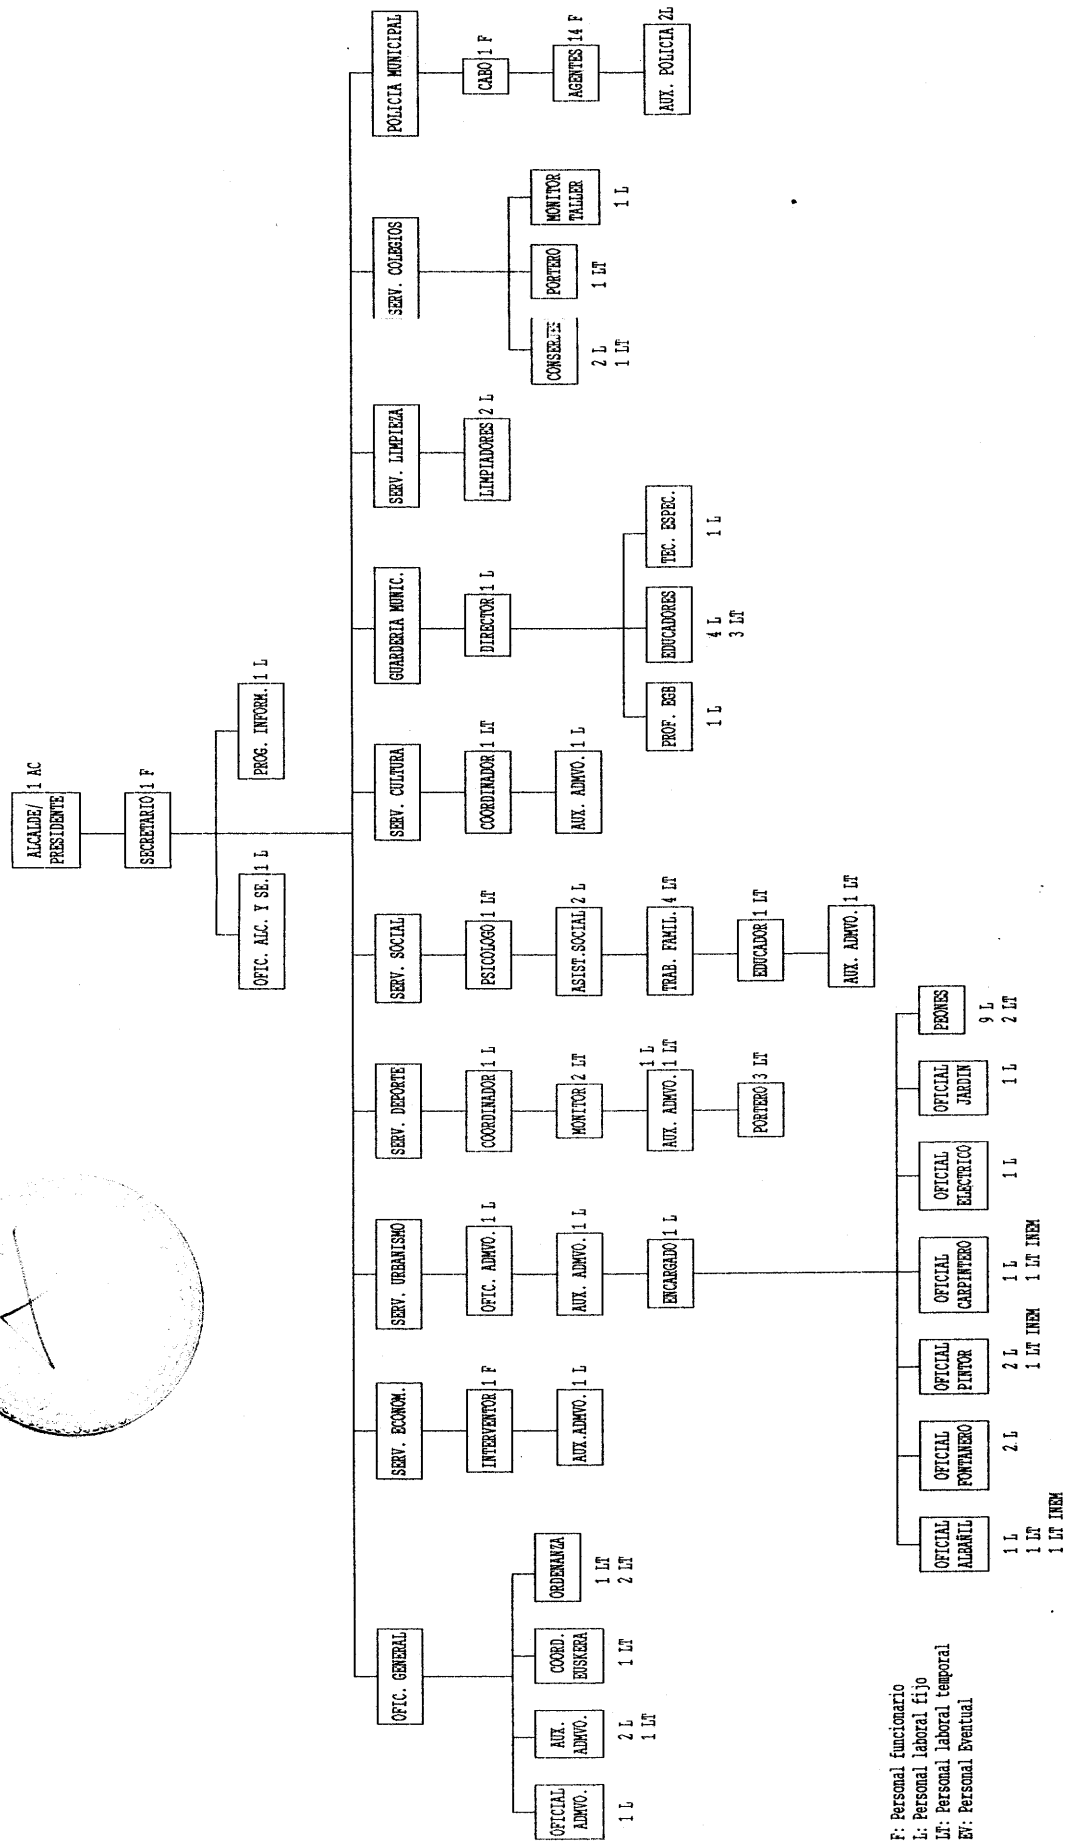 ALCALDE/
PRESIDENTE
1 AC
SECRETARIO 1 F
OFIC. ALC. Y SE. 1 L
PROG. INFORM. 1 L
OFIC. GENERAL
OFICIAL
ADMVO.
1 L
AUX.
ADMVO.
2 L
1 LT
COORD.
EUSKERA
1 LT
ORDENANZA
1 LT
2 LT
SERV. ECONOM.
INTERVENTOR 1 F
AUX.ADMVO. 1 L
SERV. URBANISMO
OFIC. ADMVO. 1 L
AUX. ADMVO. 1 L
ENCARGADO 1 L
OFICIAL
ALBAÑIL
1 L
1 LT
1 LT INEM
OFICIAL
FONTANERO
2 L
OFICIAL
PINTOR
2 L
1 LT INEM
OFICIAL
CARPINTERO
1 L
1 LT INEM
OFICIAL
ELECTRICO
1 L
OFICIAL
JARDIN
1 L
PEONES
9 L
2 LT
SERV. DEPORTE
COORDINADOR 1 L
MONITOR 2 LT
AUX. ADMVO. 1 L
1 LT
PORTERO 3 LT
SERV. SOCIAL
PSICOLOGO 1 LT
ASIST.SOCIAL 2 L
TRAB. FAMIL. 4 LT
EDUCADOR 1 LT
AUX. ADMVO. 1 LT
SERV. CULTURA
COORDINADOR 1 LT
AUX. ADMVO. 1 L
GUARDERIA MUNIC.
DIRECTOR 1 L
PROF. EGB
1 L
EDUCADORES
4 L
3 LT
TEC. ESPEC.
1 L
SERV. LIMPIEZA
LIMPIADORES 2 L
SERV. COLEGIOS
CONSERJES
2 L
1 LT
PORTERO
1 LT
MONITOR
TALLER
1 L
POLICIA MUNICIPAL
CABO 1 F
AGENTES 14 F
AUX. POLICIA 2L
F: Personal funcionario
L: Personal laboral fijo
LT: Personal laboral temporal
EV: Personal Eventual